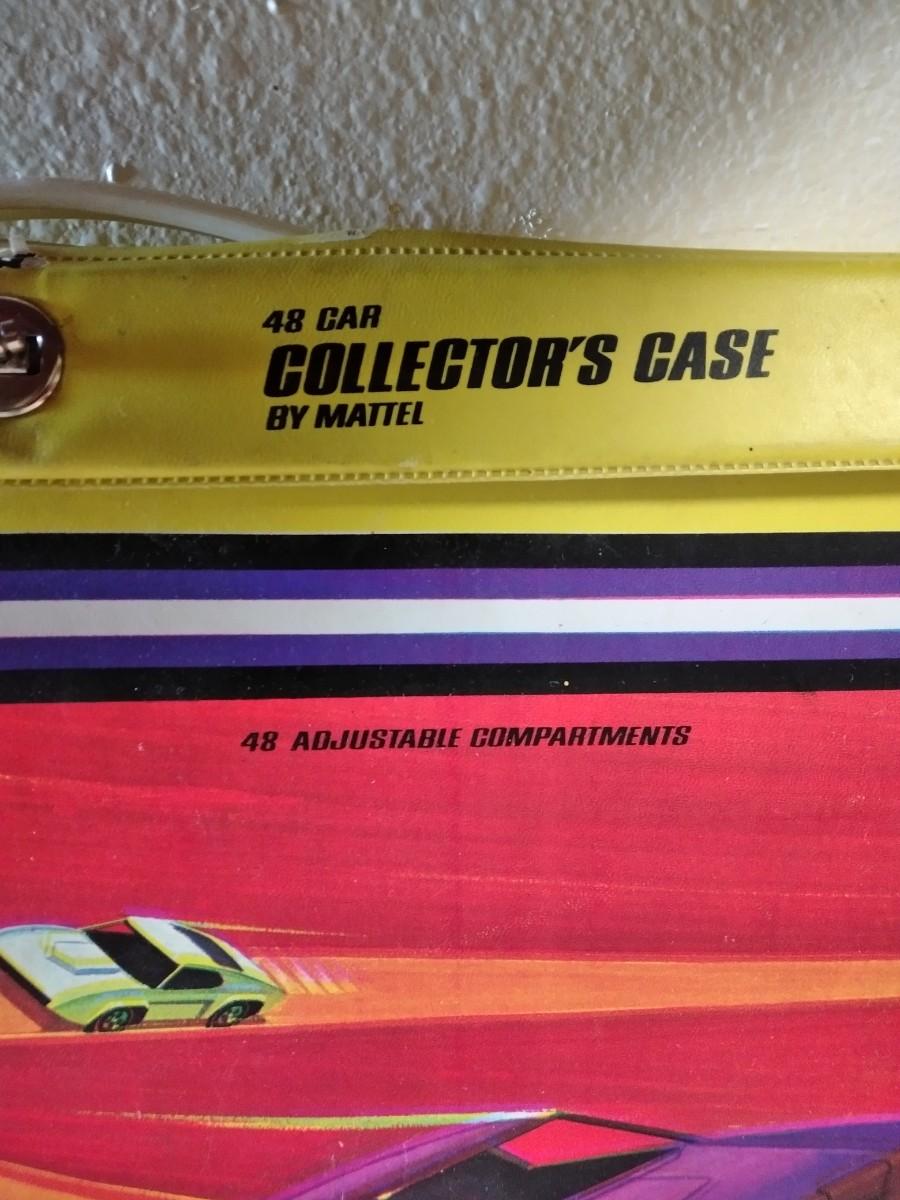 48 CAR
COLLECTOR'S CASE
BY MATTEL
48 ADJUSTABLE COMPARTMENTS